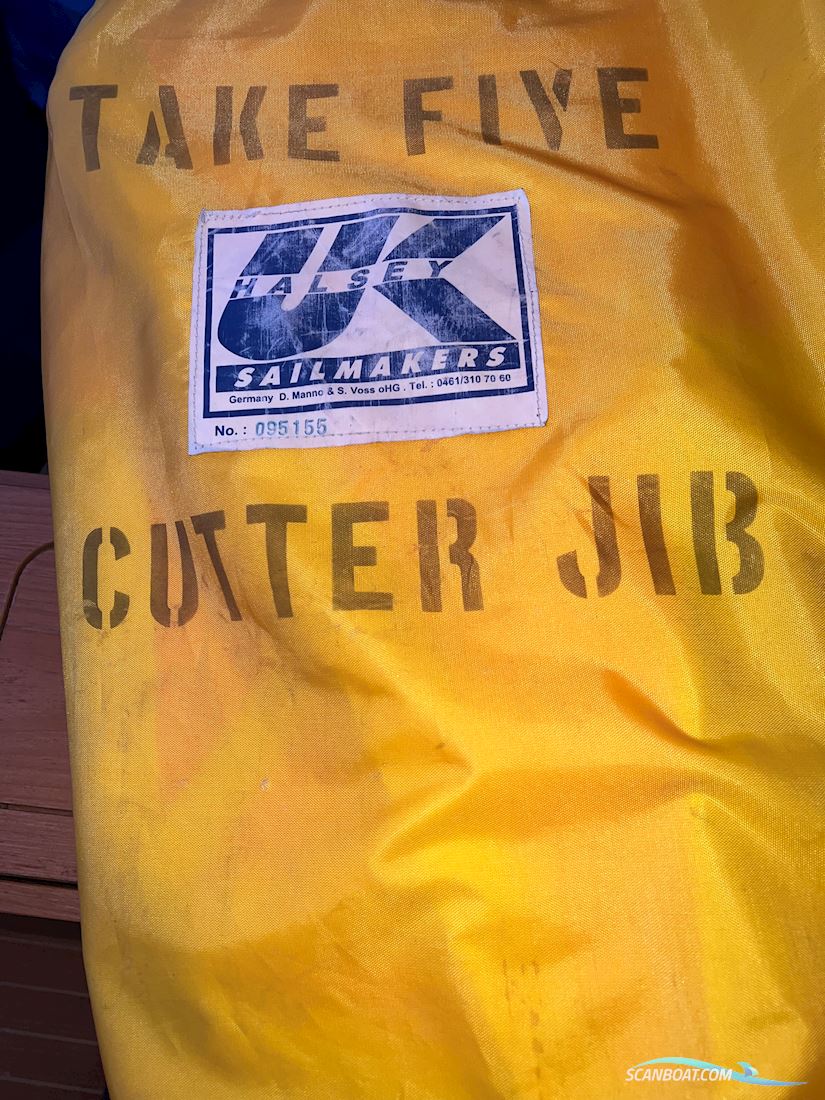 TAKE FIVE
UK
HALSEY
SAILMAKERS
Germany D. Manno & S. Voss oHG . Tel. : 0461/310 70 60
No. : 095155
CUTTER JIB
SCANBOAT.COM